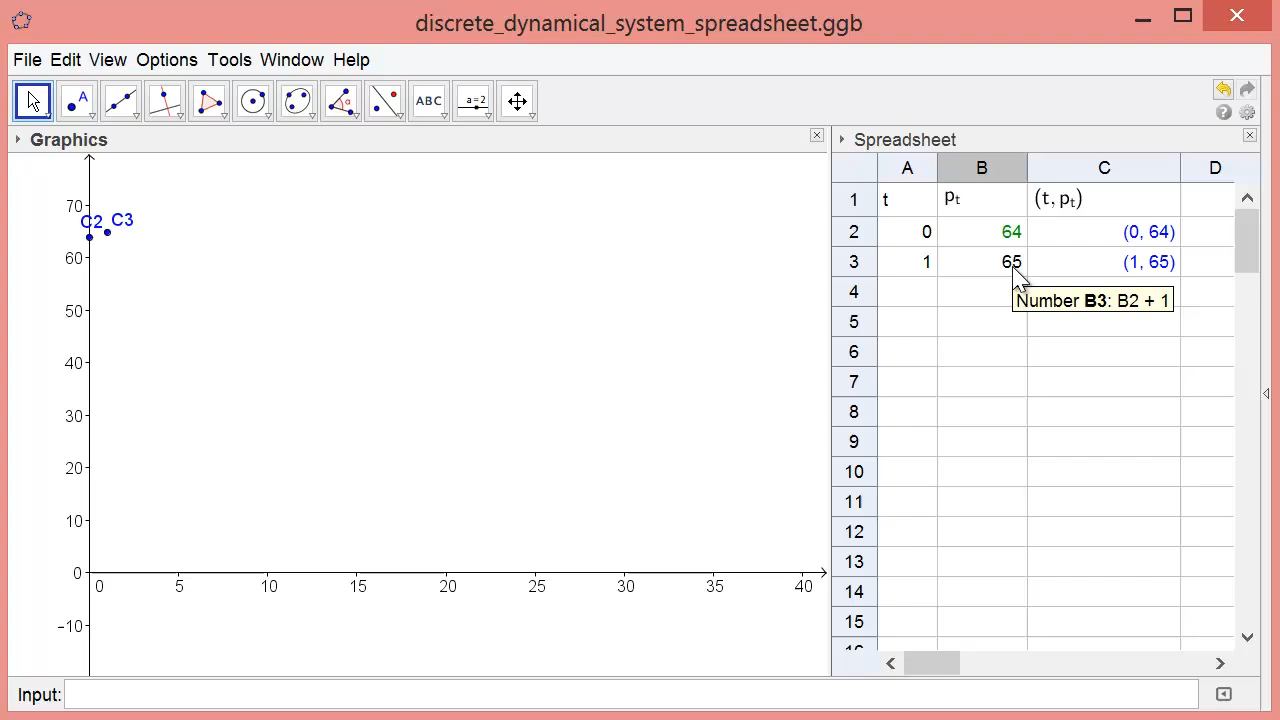 discrete_dynamical_system_spreadsheet.ggb
File Edit View Options Tools Window Help
A ABC a=2 α
Graphics
Spreadsheet
A B C D
1 t pₜ (t, pₜ)
2 0 64 (0, 64)
3 1 65 (1, 65)
Number B3: B2 + 1
4
5
6
7
8
9
10
11
12
13
14
15
16
70
C2 C3
60
50
40
30
20
10
0
0 5 10 15 20 25 30 35 40
−10
Input: